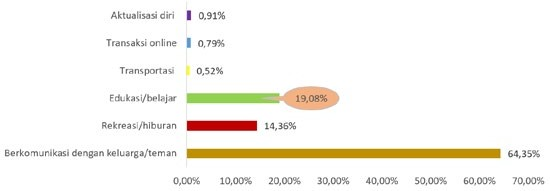 Aktualisasi diri 0,91%
Transaksi online 0,79%
Transportasi 0,52%
Edukasi/belajar 19,08%
Rekreasi/hiburan 14,36%
Berkomunikasi dengan keluarga/teman 64,35%
0,00% 10,00% 20,00% 30,00% 40,00% 50,00% 60,00% 70,00%